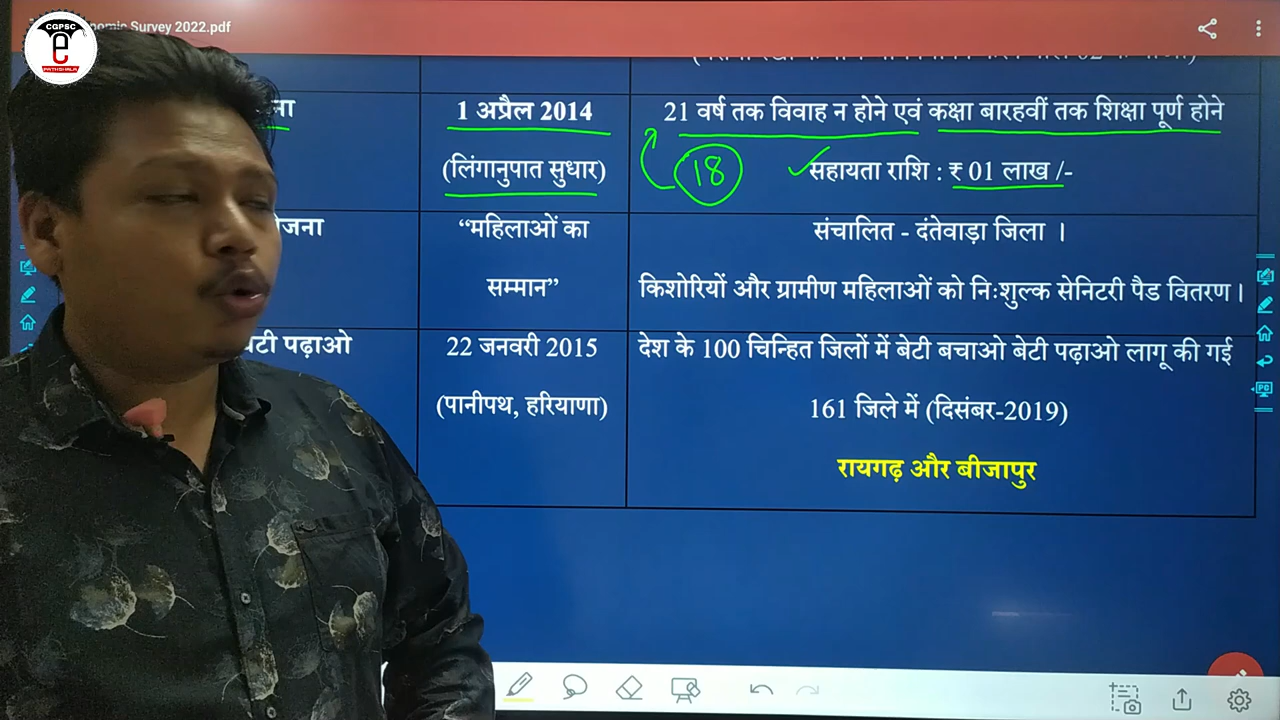 CGPSC
e
PATHSHALA
Survey 2022.pdf
1 अप्रैल 2014
21 वर्ष तक विवाह न होने एवं कक्षा बारहवीं तक शिक्षा पूर्ण होने
(लिंगानुपात सुधार)
18
सहायता राशि : ₹ 01 लाख /-
“महिलाओं का
संचालित - दंतेवाड़ा जिला ।
सम्मान”
किशोरियों और ग्रामीण महिलाओं को निःशुल्क सेनिटरी पैड वितरण ।
पढ़ाओ
22 जनवरी 2015
देश के 100 चिन्हित जिलों में बेटी बचाओ बेटी पढ़ाओ लागू की गई
(पानीपथ, हरियाणा)
161 जिले में (दिसंबर-2019)
रायगढ़ और बीजापुर